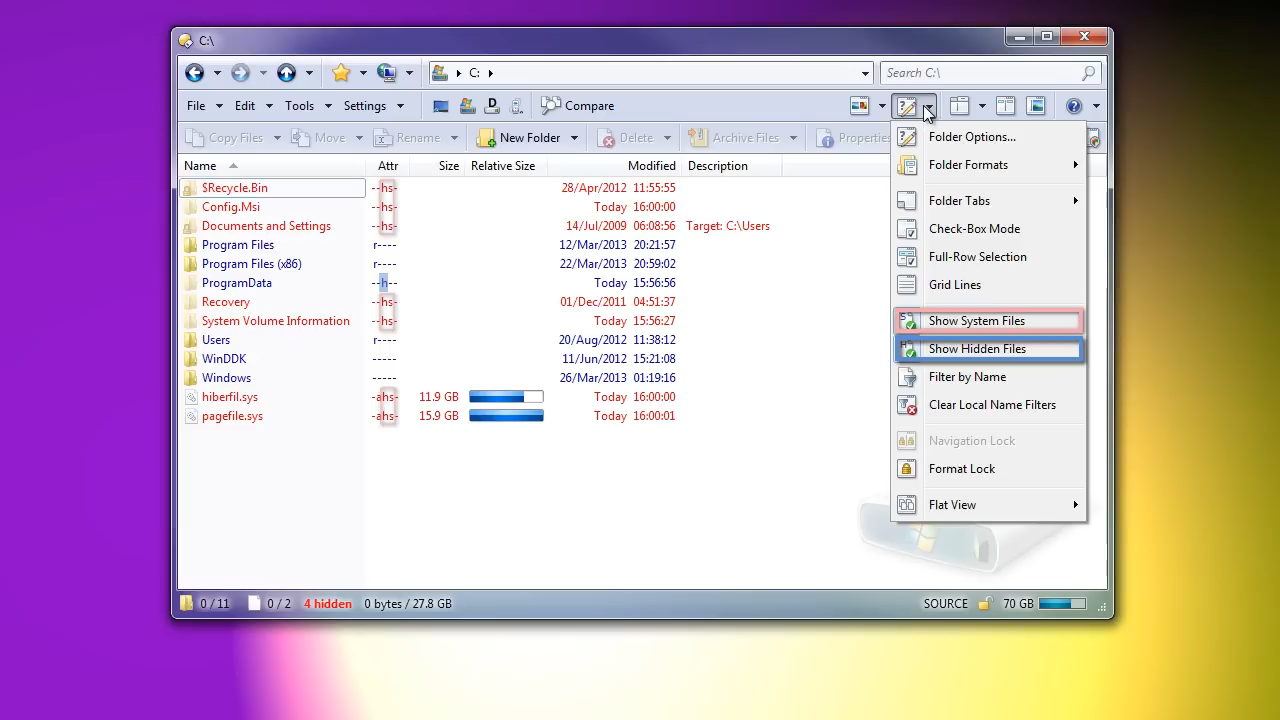 C:\
C:
Search C:\
File Edit Tools Settings D Compare
Copy Files Move Rename New Folder Delete Archive Files Properties
Folder Options...
Name Attr Size Relative Size Modified Description
Folder Formats
$Recycle.Bin --hs- 28/Apr/2012 11:55:55
Config.Msi --hs- Today 16:00:00
Folder Tabs
Documents and Settings --hs- 14/Jul/2009 06:08:56 Target: C:\Users
Check-Box Mode
Program Files r---- 12/Mar/2013 20:21:57
Full-Row Selection
Program Files (x86) r---- 22/Mar/2013 20:59:02
ProgramData --h-- Today 15:56:56
Grid Lines
Recovery --hs- 01/Dec/2011 04:51:37
System Volume Information --hs- Today 15:56:27
Show System Files
Users ----- 20/Aug/2012 11:38:12
Show Hidden Files
WinDDK ----- 11/Jun/2012 15:21:08
Windows ----- 26/Mar/2013 01:19:16
Filter by Name
hiberfil.sys -ahs- 11.9 GB Today 16:00:00
Clear Local Name Filters
pagefile.sys -ahs- 15.9 GB Today 16:00:01
Navigation Lock
Format Lock
Flat View
0 / 11 0 / 2 4 hidden 0 bytes / 27.8 GB SOURCE 70 GB